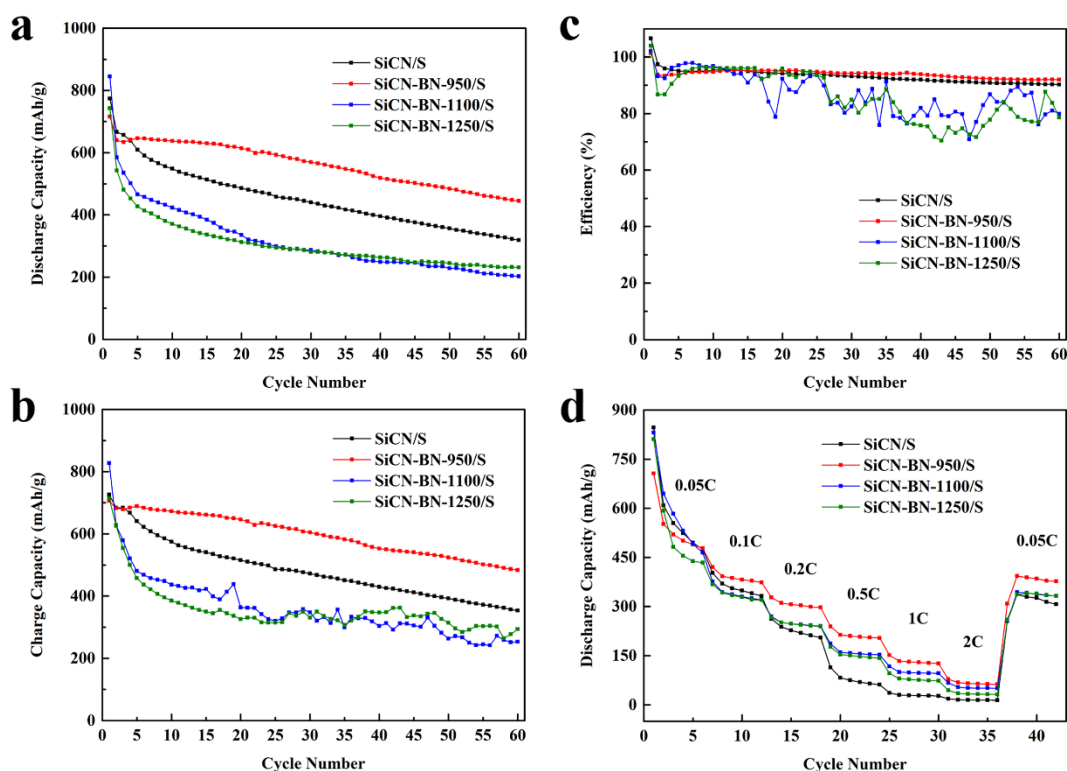 a
1000
800
600
400
200
0
Discharge Capacity (mAh/g)
SiCN/S
SiCN-BN-950/S
SiCN-BN-1100/S
SiCN-BN-1250/S
0 5 10 15 20 25 30 35 40 45 50 55 60
Cycle Number
c
100
80
60
40
20
0
Efficiency (%)
SiCN/S
SiCN-BN-950/S
SiCN-BN-1100/S
SiCN-BN-1250/S
0 5 10 15 20 25 30 35 40 45 50 55 60
Cycle Number
b
1000
800
600
400
200
0
Charge Capacity (mAh/g)
SiCN/S
SiCN-BN-950/S
SiCN-BN-1100/S
SiCN-BN-1250/S
0 5 10 15 20 25 30 35 40 45 50 55 60
Cycle Number
d
900
750
600
450
300
150
0
Discharge Capacity (mAh/g)
SiCN/S
SiCN-BN-950/S
SiCN-BN-1100/S
SiCN-BN-1250/S
0.05C
0.1C
0.2C
0.5C
1C
2C
0.05C
0 6 12 18 24 30 36 42
Cycle Number